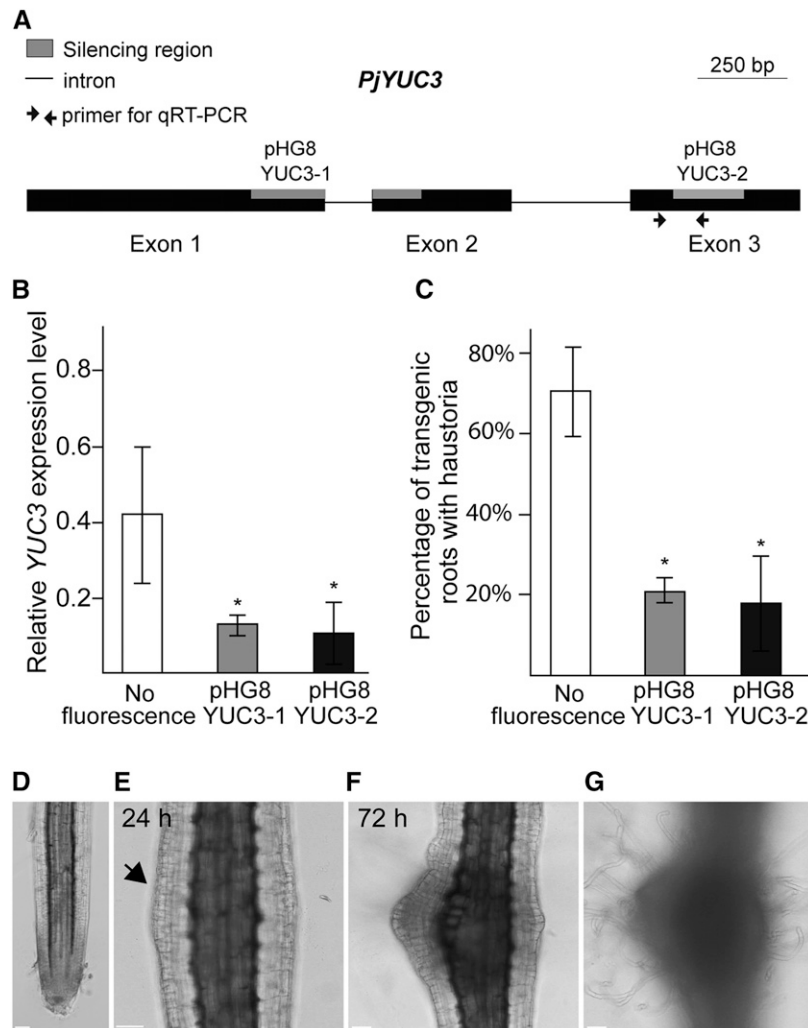 A
Silencing region
intron
primer for qRT-PCR
PjYUC3
250 bp
pHG8
YUC3-1
pHG8
YUC3-2
Exon 1
Exon 2
Exon 3
B
Relative YUC3 expression level
0.8
0.6
0.4
0.2
*
*
No
fluorescence
pHG8
YUC3-1
pHG8
YUC3-2
C
Percentage of transgenic
roots with haustoria
80%
60%
40%
20%
*
*
No
fluorescence
pHG8
YUC3-1
pHG8
YUC3-2
D
E
24 h
F
72 h
G